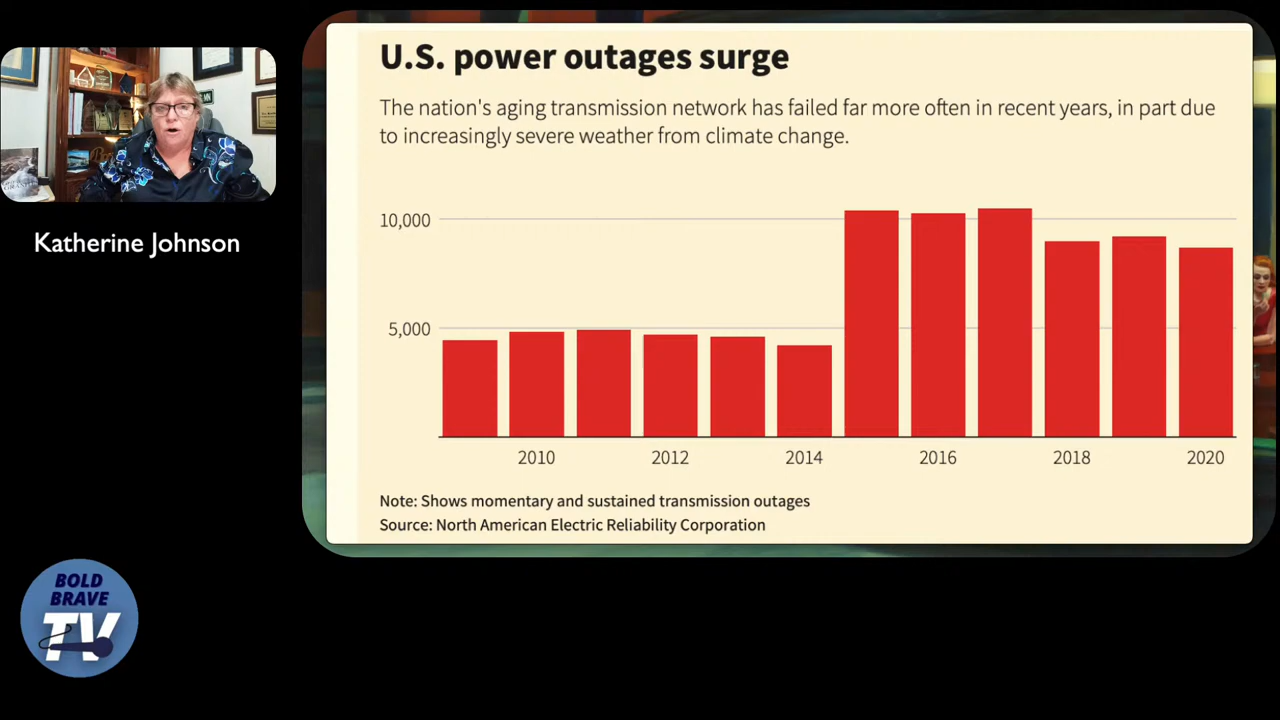 U.S. power outages surge
The nation's aging transmission network has failed far more often in recent years, in part due
to increasingly severe weather from climate change.
Katherine Johnson
10,000
5,000
2010 2012 2014 2016 2018 2020
Note: Shows momentary and sustained transmission outages
Source: North American Electric Reliability Corporation
BOLD
BRAVE
TV